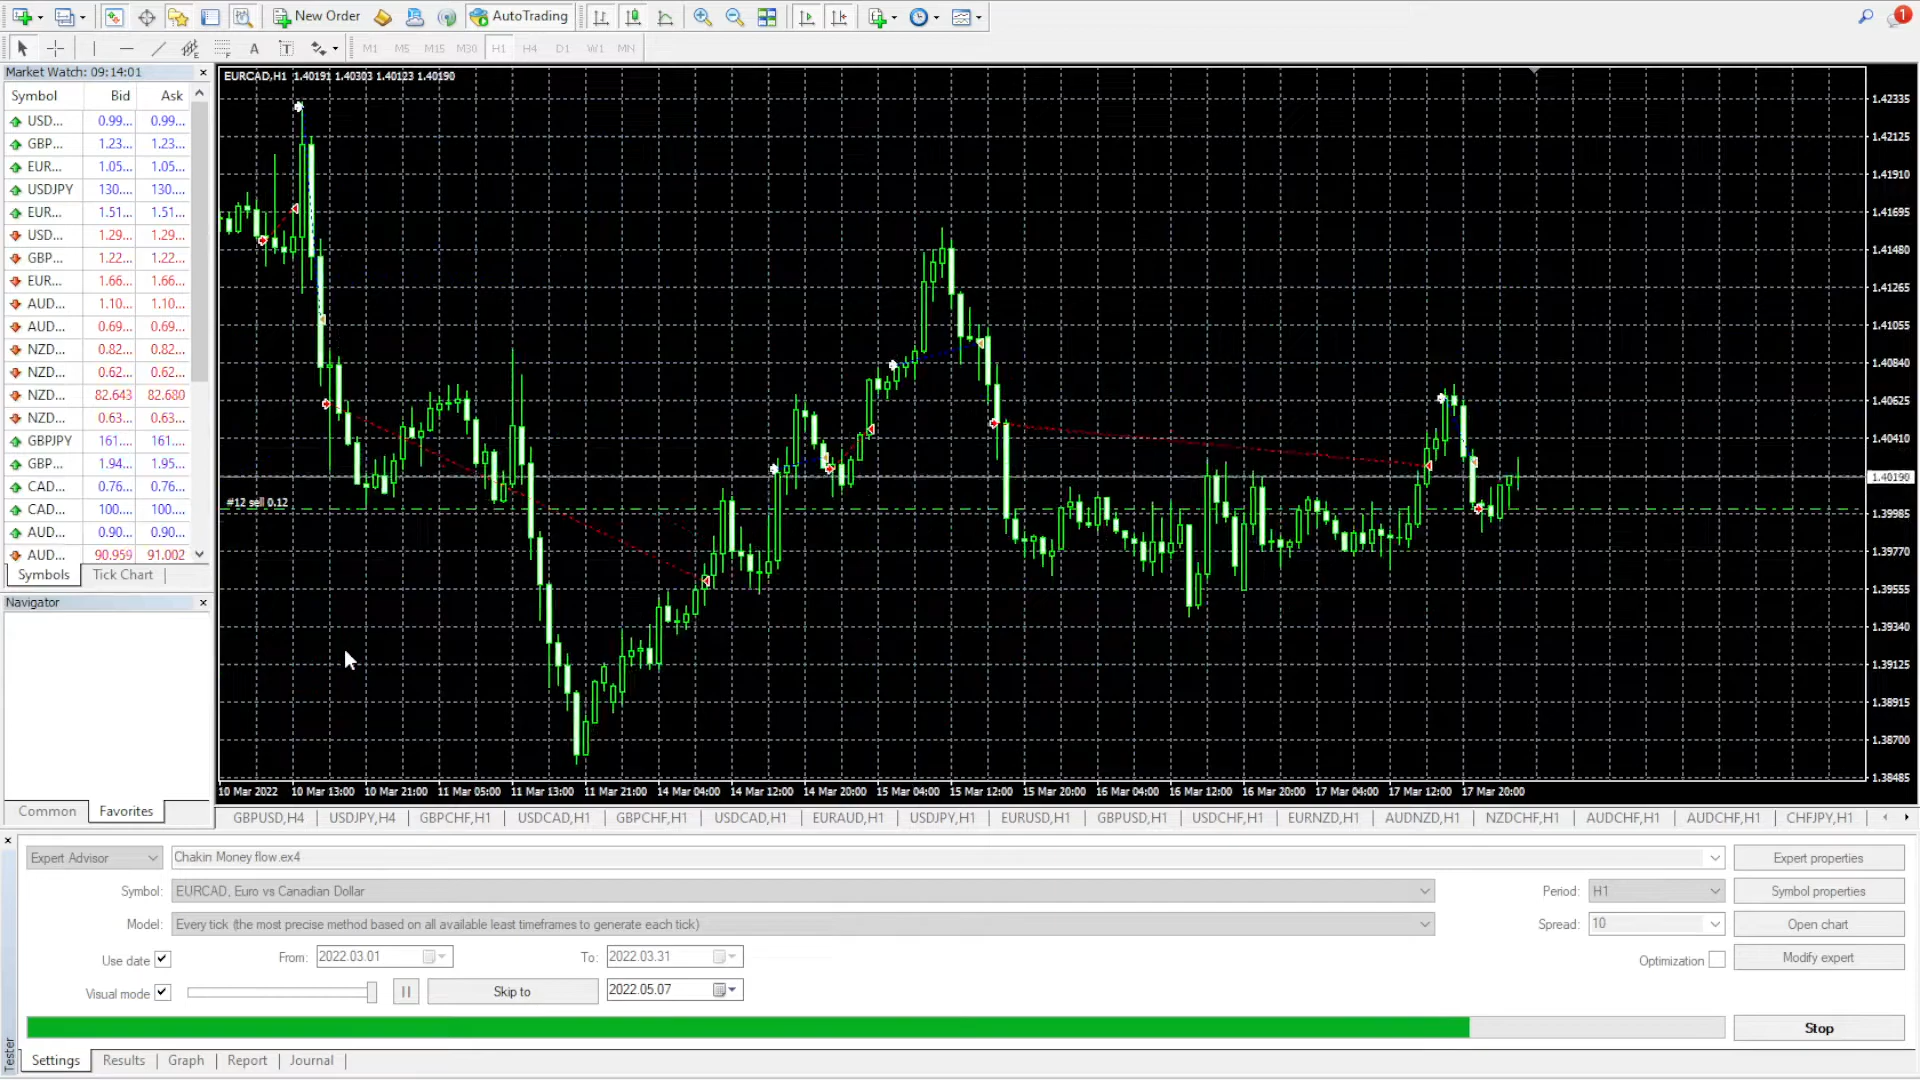 New Order
AutoTrading
1
A T M1 M5 M15 M30 H1 H4 D1 W1 MN
Market Watch: 09:14:01
Symbol Bid Ask
USD... 0.99... 0.99...
GBP... 1.23... 1.23...
EUR... 1.05... 1.05...
USDJPY 130.... 130....
EUR... 1.51... 1.51...
USD... 1.29... 1.29...
GBP... 1.22... 1.22...
EUR... 1.66... 1.66...
AUD... 1.10... 1.10...
AUD... 0.69... 0.69...
NZD... 0.82... 0.82...
NZD... 0.62... 0.62...
NZD... 82.643 82.680
NZD... 0.63... 0.63...
GBPJPY 161.... 161....
GBP... 1.94... 1.95...
CAD... 0.76... 0.76...
CAD... 100.... 100....
AUD... 0.90... 0.90...
AUD... 90.959 91.002
Symbols Tick Chart
Navigator
Common Favorites
EURCAD,H1 1.40191 1.40303 1.40123 1.40190
#12 sell 0.12
1.42335
1.42125
1.41910
1.41695
1.41480
1.41265
1.41055
1.40840
1.40625
1.40410
1.40190
1.39985
1.39770
1.39555
1.39340
1.39125
1.38915
1.38700
1.38485
10 Mar 2022 10 Mar 13:00 10 Mar 21:00 11 Mar 05:00 11 Mar 13:00 11 Mar 21:00 14 Mar 04:00 14 Mar 12:00 14 Mar 20:00 15 Mar 04:00 15 Mar 12:00 15 Mar 20:00 16 Mar 04:00 16 Mar 12:00 16 Mar 20:00 17 Mar 04:00 17 Mar 12:00 17 Mar 20:00
GBPUSD,H4 USDJPY,H4 GBPCHF,H1 USDCAD,H1 GBPCHF,H1 USDCAD,H1 EURAUD,H1 USDJPY,H1 EURUSD,H1 GBPUSD,H1 USDCHF,H1 EURNZD,H1 AUDNZD,H1 NZDCHF,H1 AUDCHF,H1 AUDCHF,H1 CHFJPY,H1
Expert Advisor Chakin Money flow.ex4 Expert properties
Symbol: EURCAD, Euro vs Canadian Dollar Period: H1 Symbol properties
Model: Every tick (the most precise method based on all available least timeframes to generate each tick) Spread: 10 Open chart
Use date From: 2022.03.01 To: 2022.03.31 Optimization Modify expert
Visual mode Skip to 2022.05.07
Stop
Tester
Settings Results Graph Report Journal